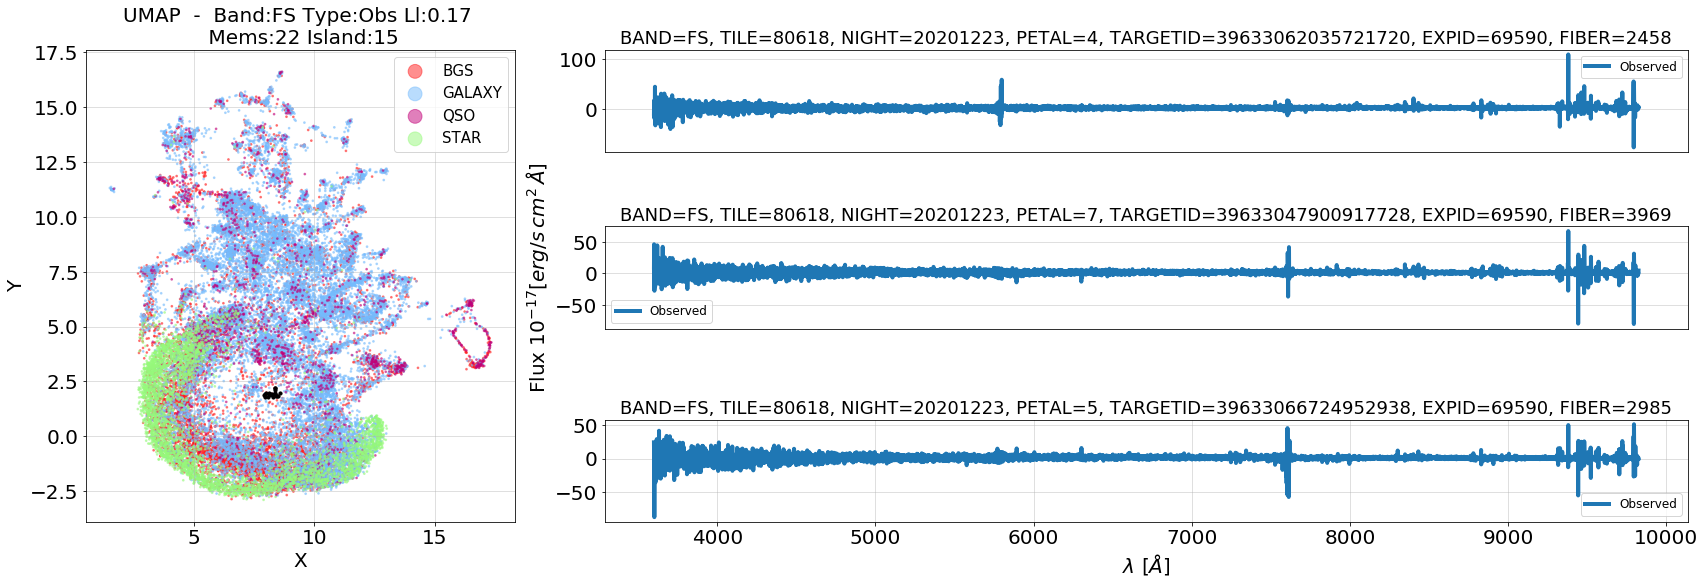 UMAP - Band:FS Type:Obs Ll:0.17
Mems:22 Island:15
17.5
15.0
12.5
10.0
7.5
5.0
2.5
0.0
−2.5
Y
5
10
15
X
BGS
GALAXY
QSO
STAR
BAND=FS, TILE=80618, NIGHT=20201223, PETAL=4, TARGETID=39633062035721720, EXPID=69590, FIBER=2458
100
0
Observed
BAND=FS, TILE=80618, NIGHT=20201223, PETAL=7, TARGETID=39633047900917728, EXPID=69590, FIBER=3969
50
0
−50
Observed
Flux 10⁻¹⁷[erg/s cm² Å]
BAND=FS, TILE=80618, NIGHT=20201223, PETAL=5, TARGETID=39633066724952938, EXPID=69590, FIBER=2985
50
0
−50
Observed
4000
5000
6000
7000
8000
9000
10000
λ [Å]